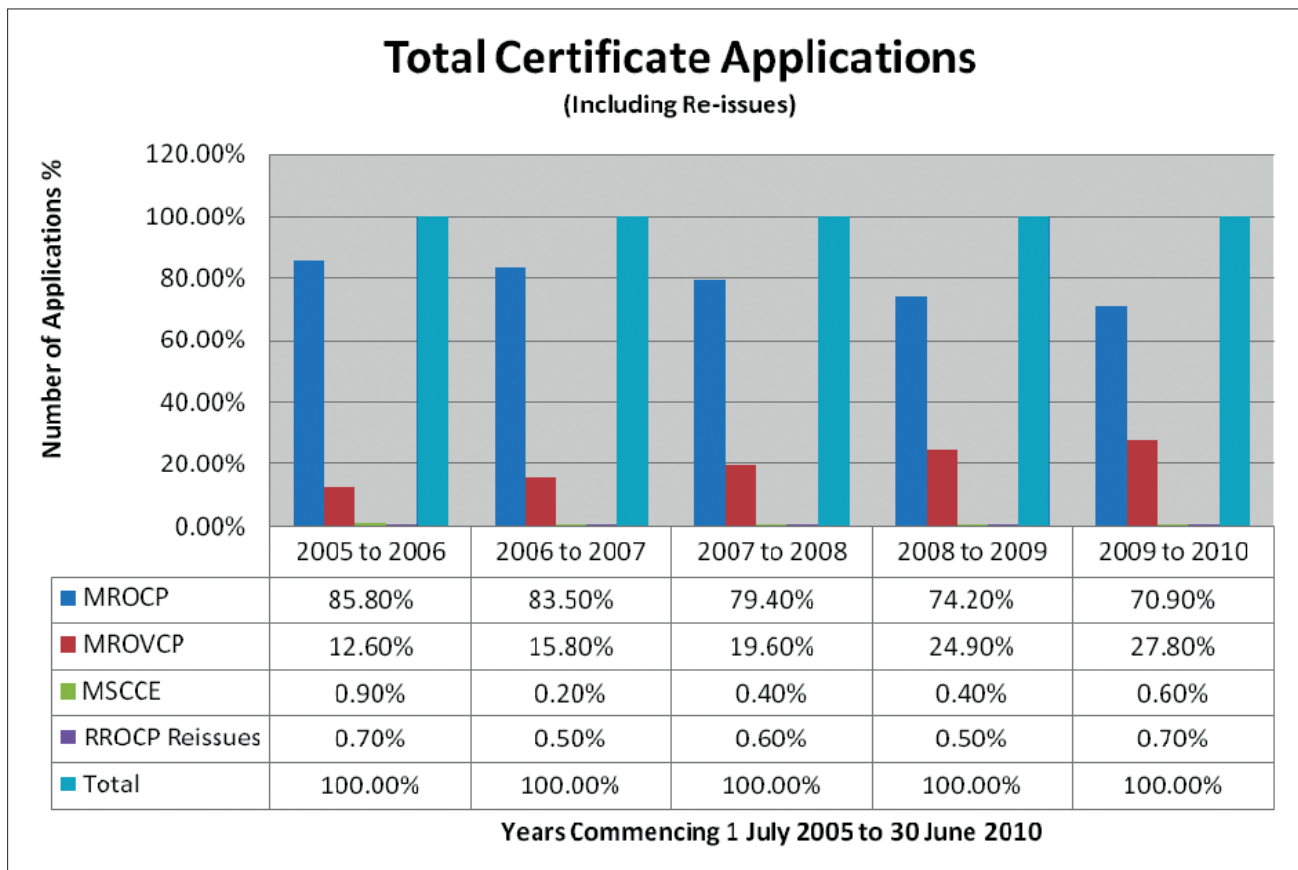 Total Certificate Applications
(Including Re-issues)
Number of Applications %
120.00%
100.00%
80.00%
60.00%
40.00%
20.00%
0.00%
2005 to 2006 2006 to 2007 2007 to 2008 2008 to 2009 2009 to 2010
MROCP 85.80% 83.50% 79.40% 74.20% 70.90%
MROVCP 12.60% 15.80% 19.60% 24.90% 27.80%
MSCCE 0.90% 0.20% 0.40% 0.40% 0.60%
RROCP Reissues 0.70% 0.50% 0.60% 0.50% 0.70%
Total 100.00% 100.00% 100.00% 100.00% 100.00%
Years Commencing 1 July 2005 to 30 June 2010